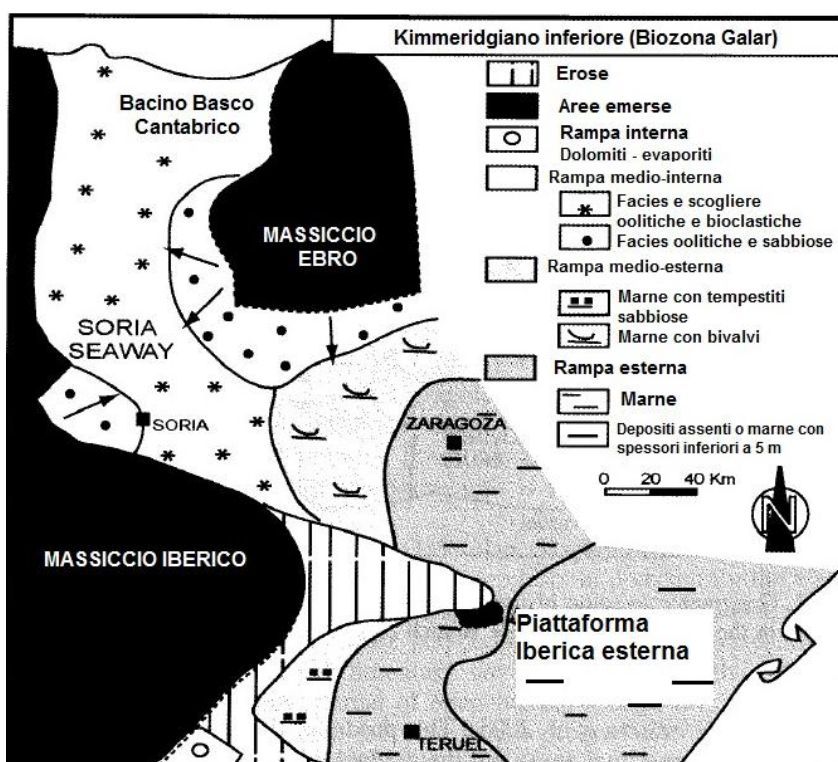 Kimmeridgiano inferiore (Biozona Galar)
Bacino Basco
Cantabrico
MASSICCIO
EBRO
SORIA
SEAWAY
SORIA
ZARAGOZA
MASSICCIO IBERICO
Piattaforma
Iberica esterna
TERUEL
Erose
Aree emerse
Rampa interna
Dolomiti - evaporiti
Rampa medio-interna
Facies e scogliere
oolitiche e bioclastiche
Facies oolitiche e sabbiose
Rampa medio-esterna
Marne con tempestiti
sabbiose
Marne con bivalvi
Rampa esterna
Marne
Depositi assenti o marne con
spessori inferiori a 5 m
0 20 40 Km
N